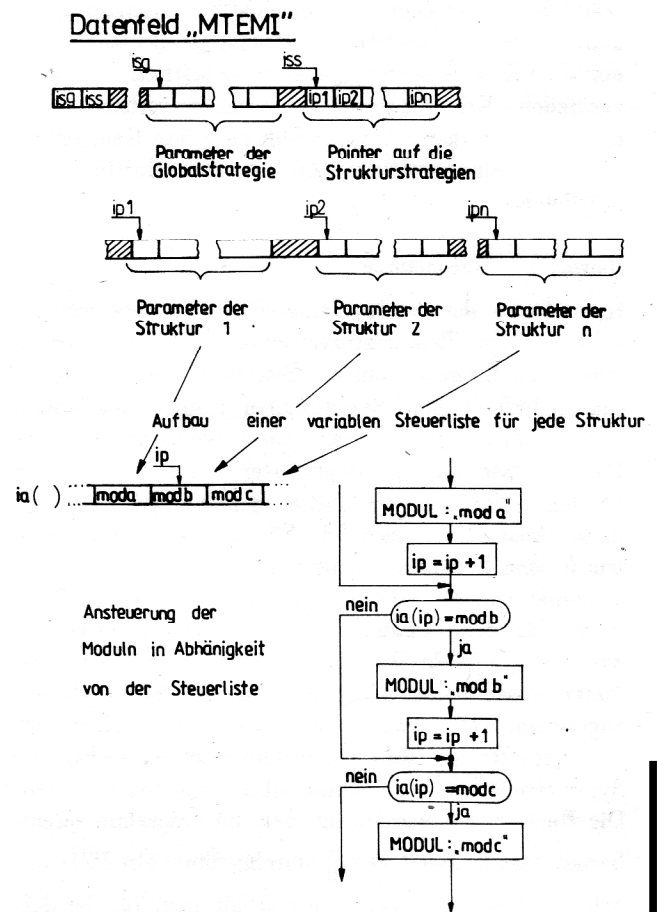 Datenfeld „MTEMI"
isg iss
isg iss ip1 ip2 ipn
Parameter der Pointer auf die
Globalstrategie Strukturstrategien
ip1 ip2 ipn
Parameter der Parameter der Parameter der
Struktur 1 Struktur 2 Struktur n
Aufbau einer variablen Steuerliste für jede Struktur
ip
ia( ) moda modb modc
MODUL : „mod a"
ip = ip + 1
nein
ia(ip) = mod b
ja
Ansteuerung der
Moduln in Abhänigkeit
von der Steuerliste
MODUL : „mod b"
ip = ip + 1
nein
ia(ip) = modc
ja
MODUL : „mod c"